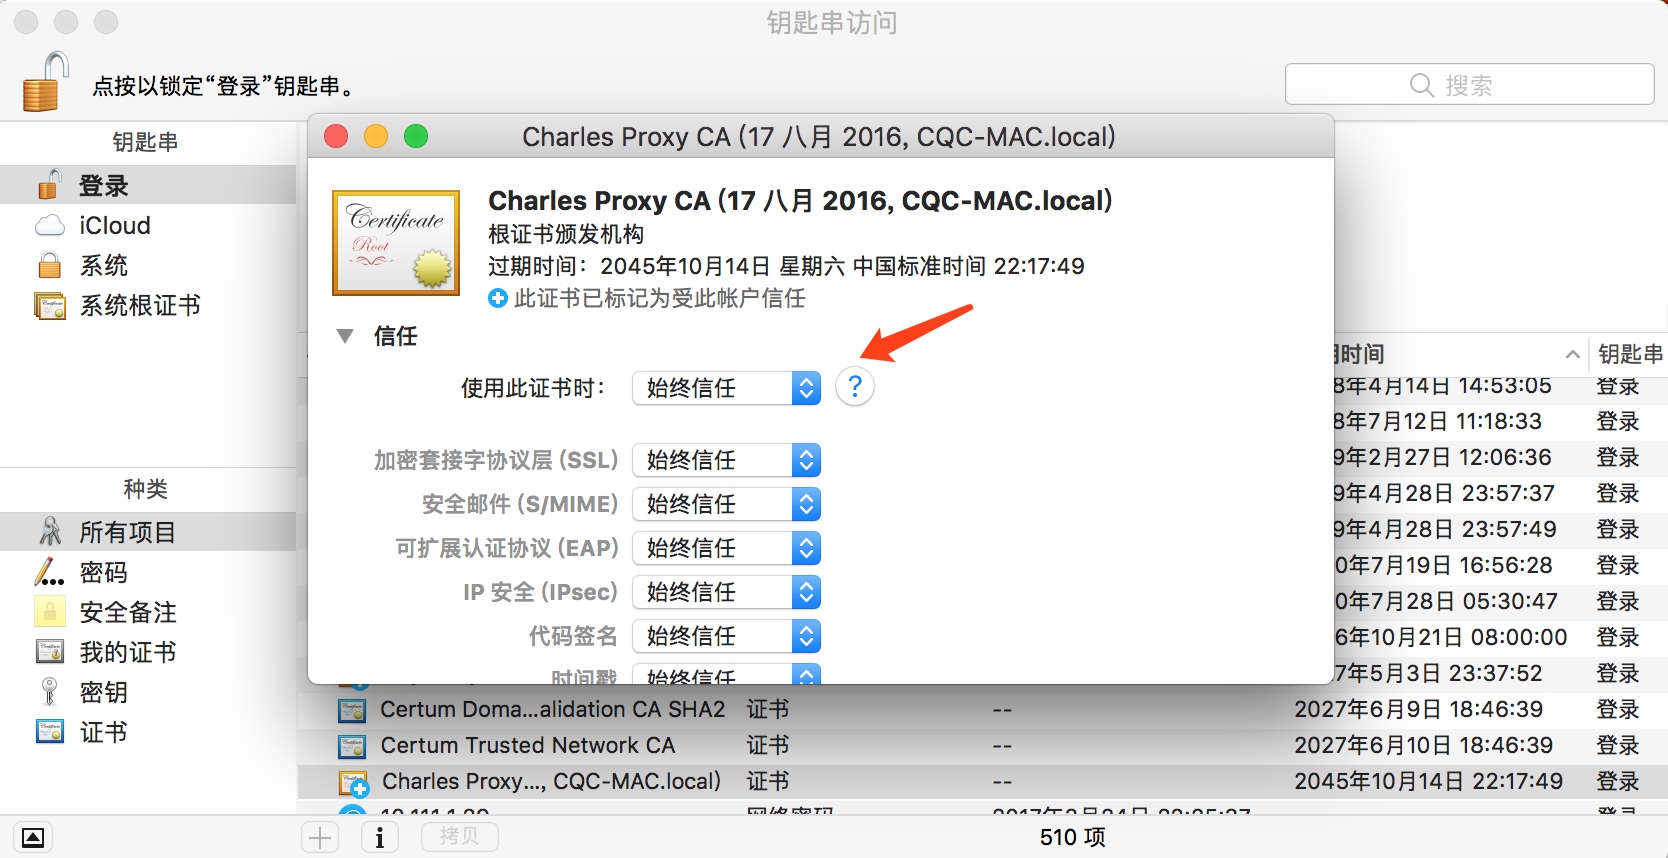 钥匙串访问
点按以锁定“登录”钥匙串。
搜索
钥匙串
登录
iCloud
系统
系统根证书
种类
所有项目
密码
安全备注
我的证书
密钥
证书
Charles Proxy CA (17 八月 2016, CQC-MAC.local)
Certificate
Root
Charles Proxy CA (17 八月 2016, CQC-MAC.local)
根证书颁发机构
过期时间：2045年10月14日 星期六 中国标准时间 22:17:49
此证书已标记为受此帐户信任
信任
使用此证书时： 始终信任 ?
加密套接字协议层 (SSL) 始终信任
安全邮件 (S/MIME) 始终信任
可扩展认证协议 (EAP) 始终信任
IP 安全 (IPsec) 始终信任
代码签名 始终信任
时间戳 始终信任
时间 钥匙串
8年4月14日 14:53:05 登录
8年7月12日 11:18:33 登录
9年2月27日 12:06:36 登录
9年4月28日 23:57:37 登录
9年4月28日 23:57:49 登录
0年7月19日 16:56:28 登录
0年7月28日 05:30:47 登录
6年10月21日 08:00:00 登录
7年5月3日 23:37:52 登录
Certum Doma...alidation CA SHA2 证书 -- 2027年6月9日 18:46:39 登录
Certum Trusted Network CA 证书 -- 2027年6月10日 18:46:39 登录
Charles Proxy..., CQC-MAC.local) 证书 -- 2045年10月14日 22:17:49 登录
网络密码 登录
拷贝
510 项